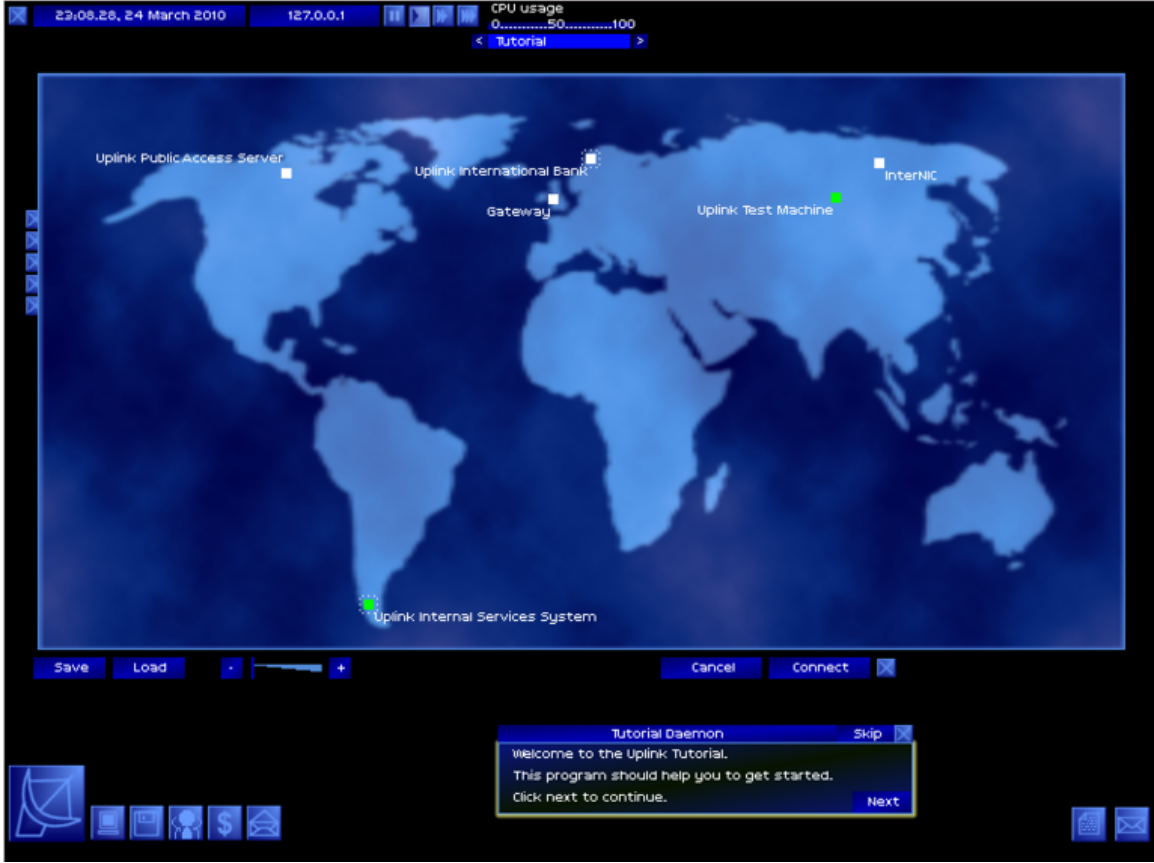 23:08.28, 24 March 2010
127.0.0.1
CPU usage
0...........50...........100
< Tutorial >
Uplink Public Access Server
Uplink International Bank
InterNIC
Gateway
Uplink Test Machine
Uplink Internal Services System
Save
Load
-
+
Cancel
Connect
Tutorial Daemon
Skip
Welcome to the Uplink Tutorial.
This program should help you to get started.
Click next to continue.
Next
$